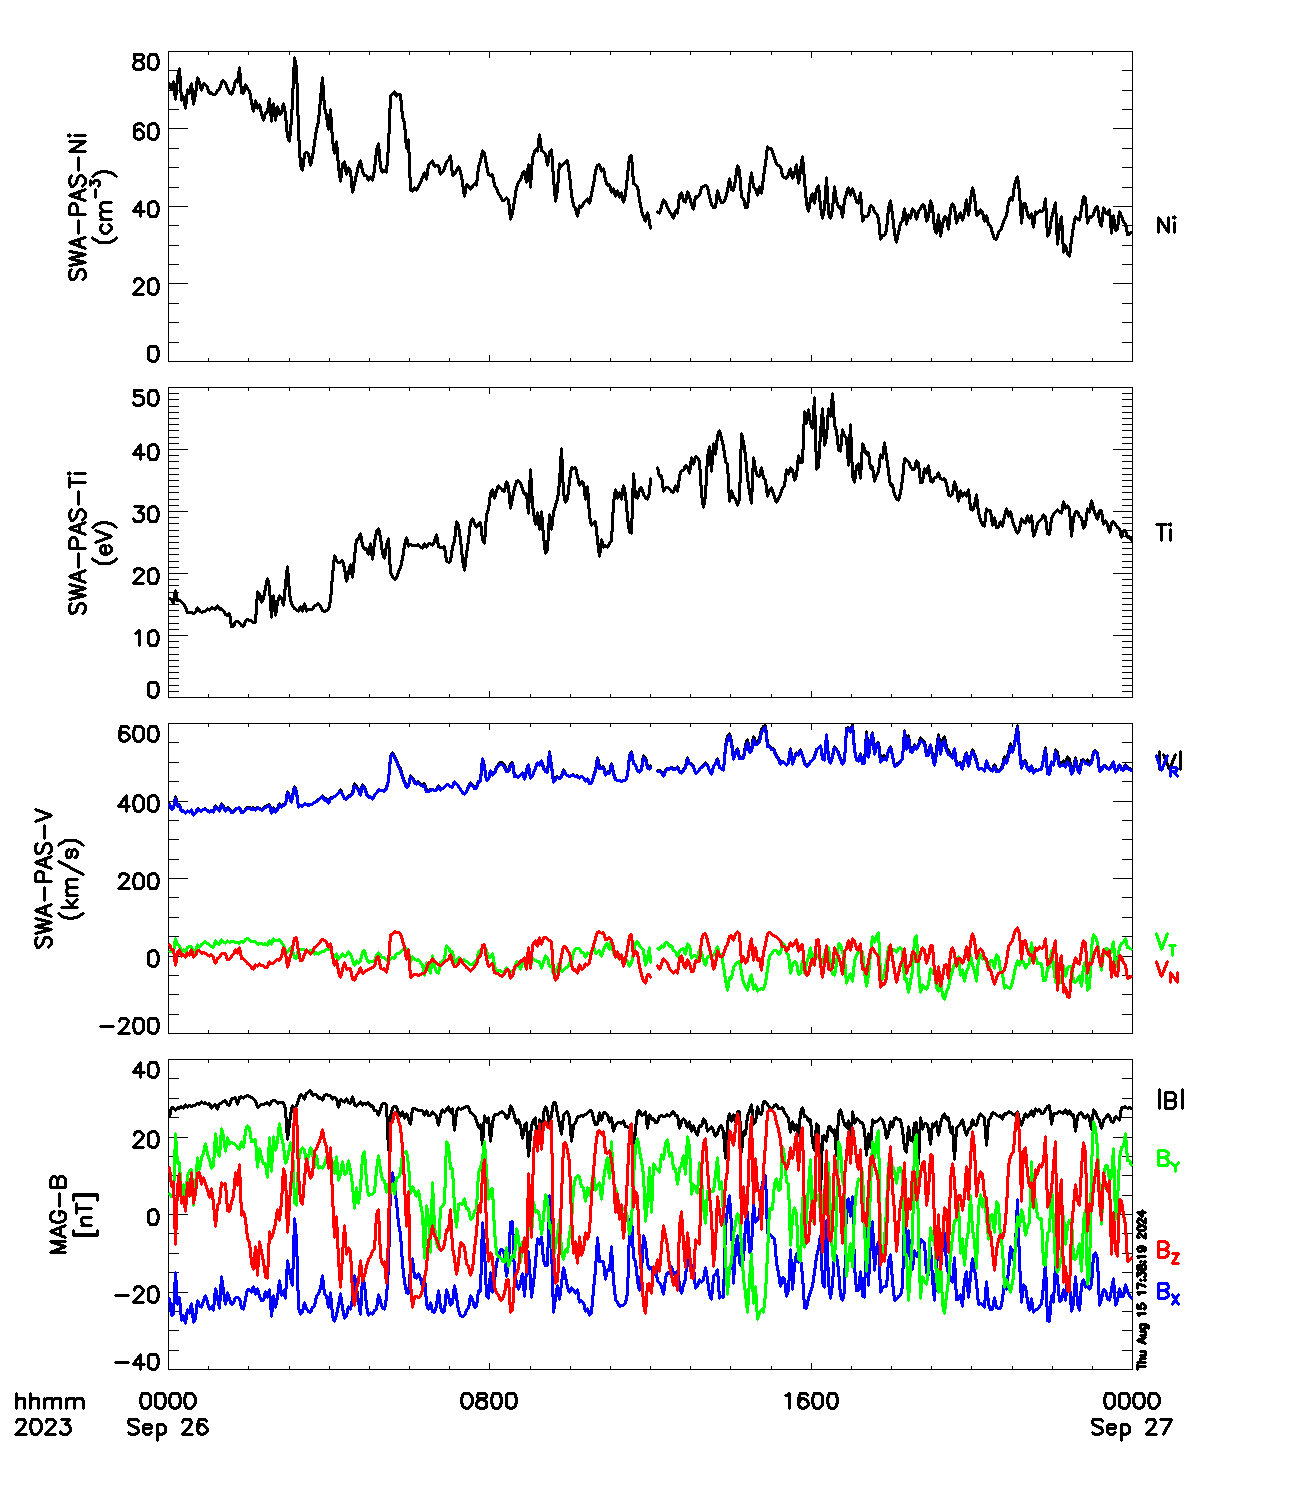 80
60
40
20
0
SWA-PAS-Ni
(cm⁻³)
Ni
50
40
30
20
10
0
SWA-PAS-Ti
(eV)
Ti
600
400
200
0
-200
SWA-PAS-V
(km/s)
|V|
V_R
V_T
V_N
40
20
0
-20
-40
MAG-B
[nT]
|B|
B_Y
B_Z
B_X
Thu Aug 15 17:38:19 2024
hhmm 0000 0800 1600 0000
2023 Sep 26 Sep 27